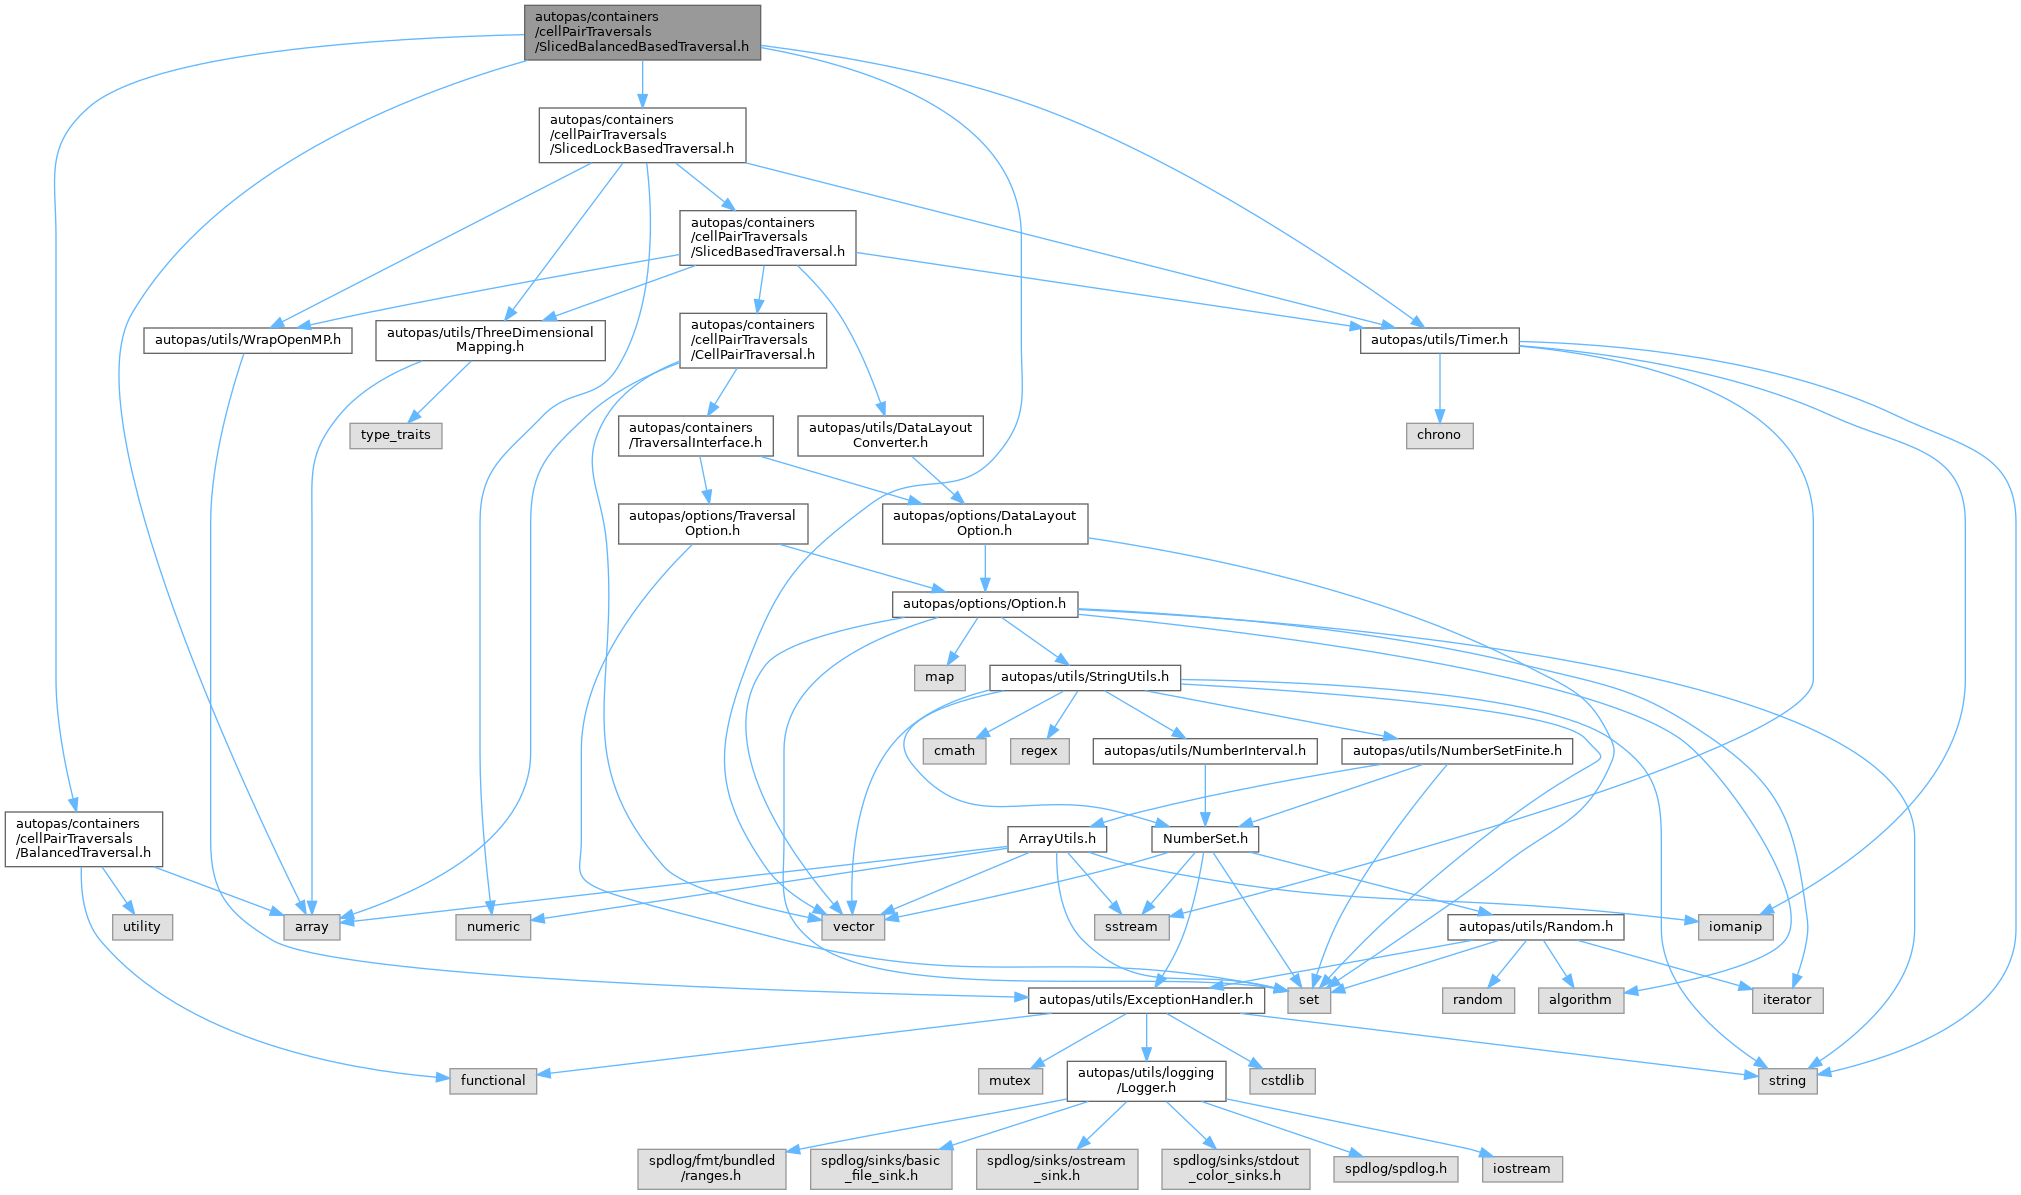 autopas/containers
/cellPairTraversals
/SlicedBalancedBasedTraversal.h
autopas/containers
/cellPairTraversals
/SlicedLockBasedTraversal.h
autopas/containers
/cellPairTraversals
/SlicedBasedTraversal.h
autopas/utils/WrapOpenMP.h
autopas/utils/ThreeDimensional
Mapping.h
autopas/containers
/cellPairTraversals
/CellPairTraversal.h
autopas/utils/Timer.h
type_traits
autopas/containers
/TraversalInterface.h
autopas/utils/DataLayout
Converter.h
chrono
autopas/options/Traversal
Option.h
autopas/options/DataLayout
Option.h
autopas/options/Option.h
map
autopas/utils/StringUtils.h
cmath
regex
autopas/utils/NumberInterval.h
autopas/utils/NumberSetFinite.h
autopas/containers
/cellPairTraversals
/BalancedTraversal.h
ArrayUtils.h
NumberSet.h
utility
array
numeric
vector
sstream
autopas/utils/Random.h
iomanip
autopas/utils/ExceptionHandler.h
set
random
algorithm
iterator
functional
mutex
autopas/utils/logging
/Logger.h
cstdlib
string
spdlog/fmt/bundled
/ranges.h
spdlog/sinks/basic
_file_sink.h
spdlog/sinks/ostream
_sink.h
spdlog/sinks/stdout
_color_sinks.h
spdlog/spdlog.h
iostream